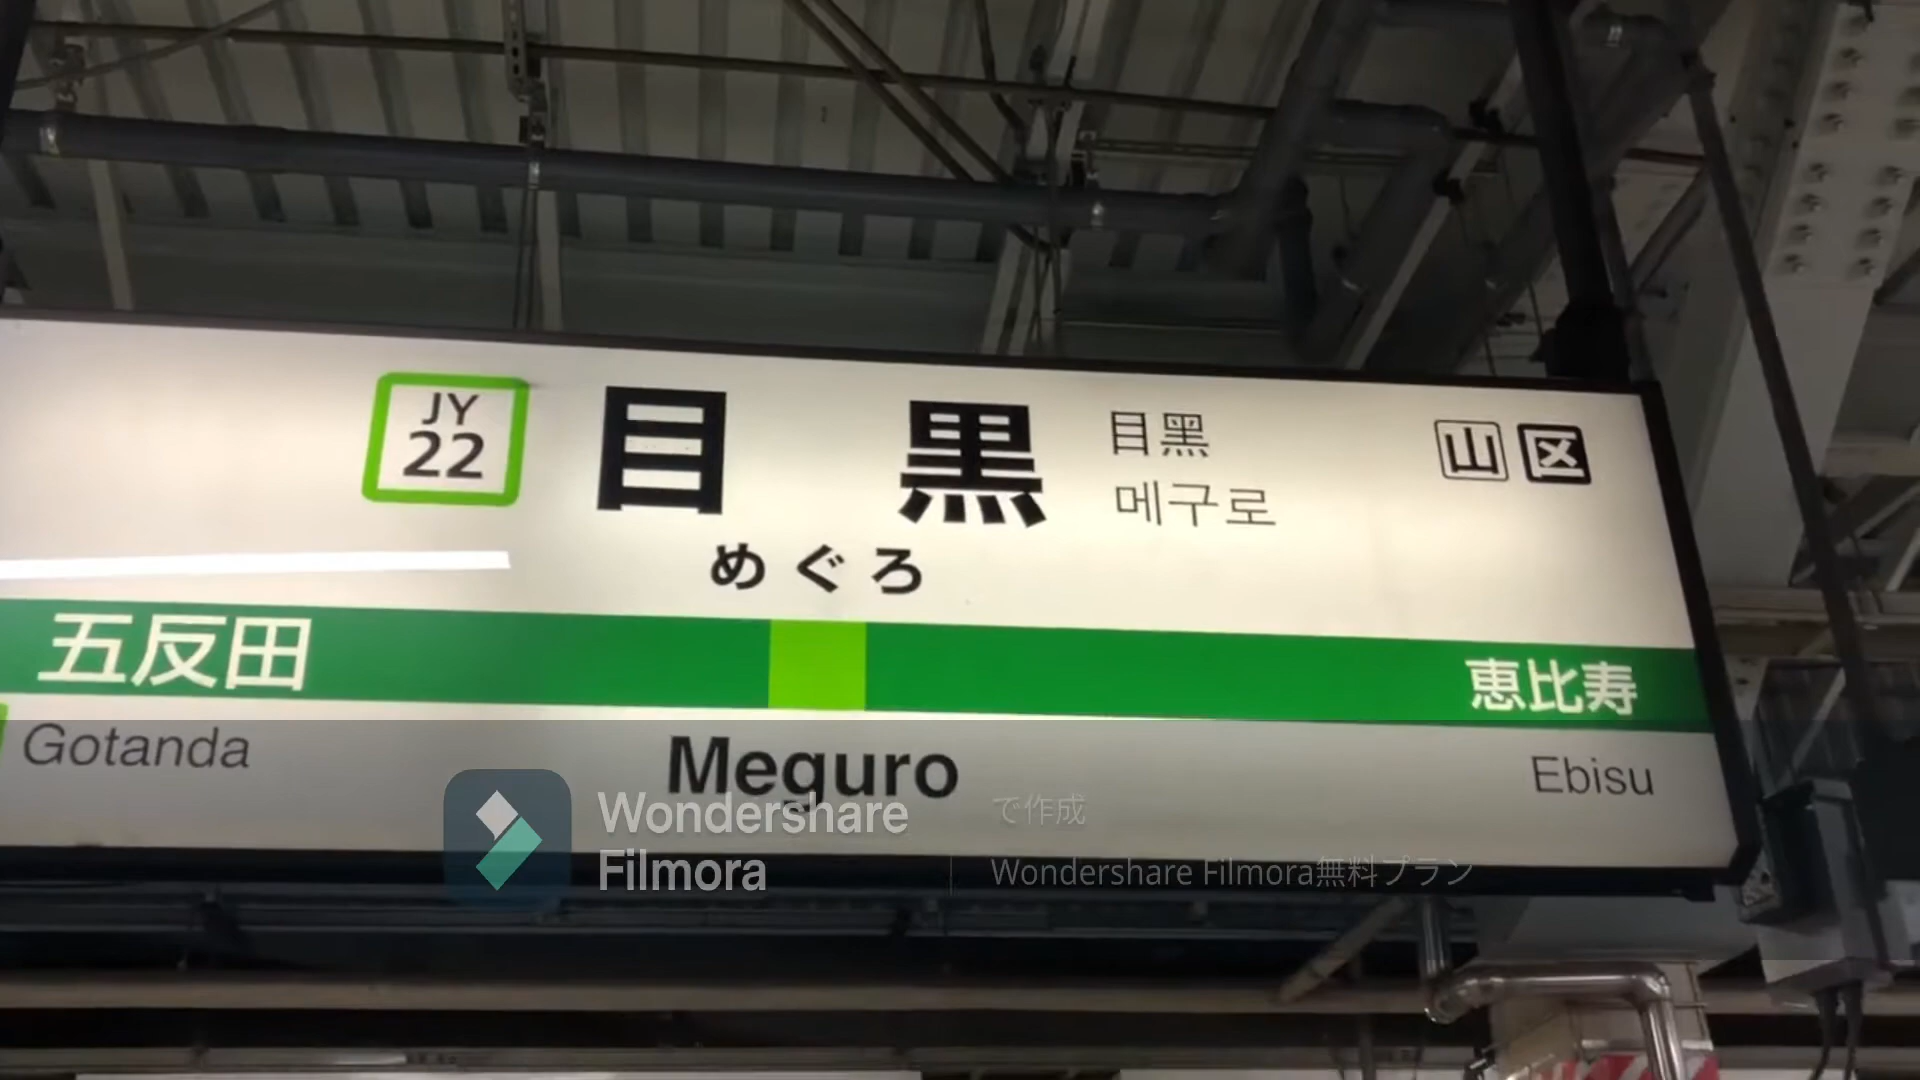 JY
22
目黒
目黑
메구로
山 区
めぐろ
五反田
恵比寿
Gotanda
Meguro
Ebisu
Wondershare
Filmora
で作成
Wondershare Filmora無料プラン